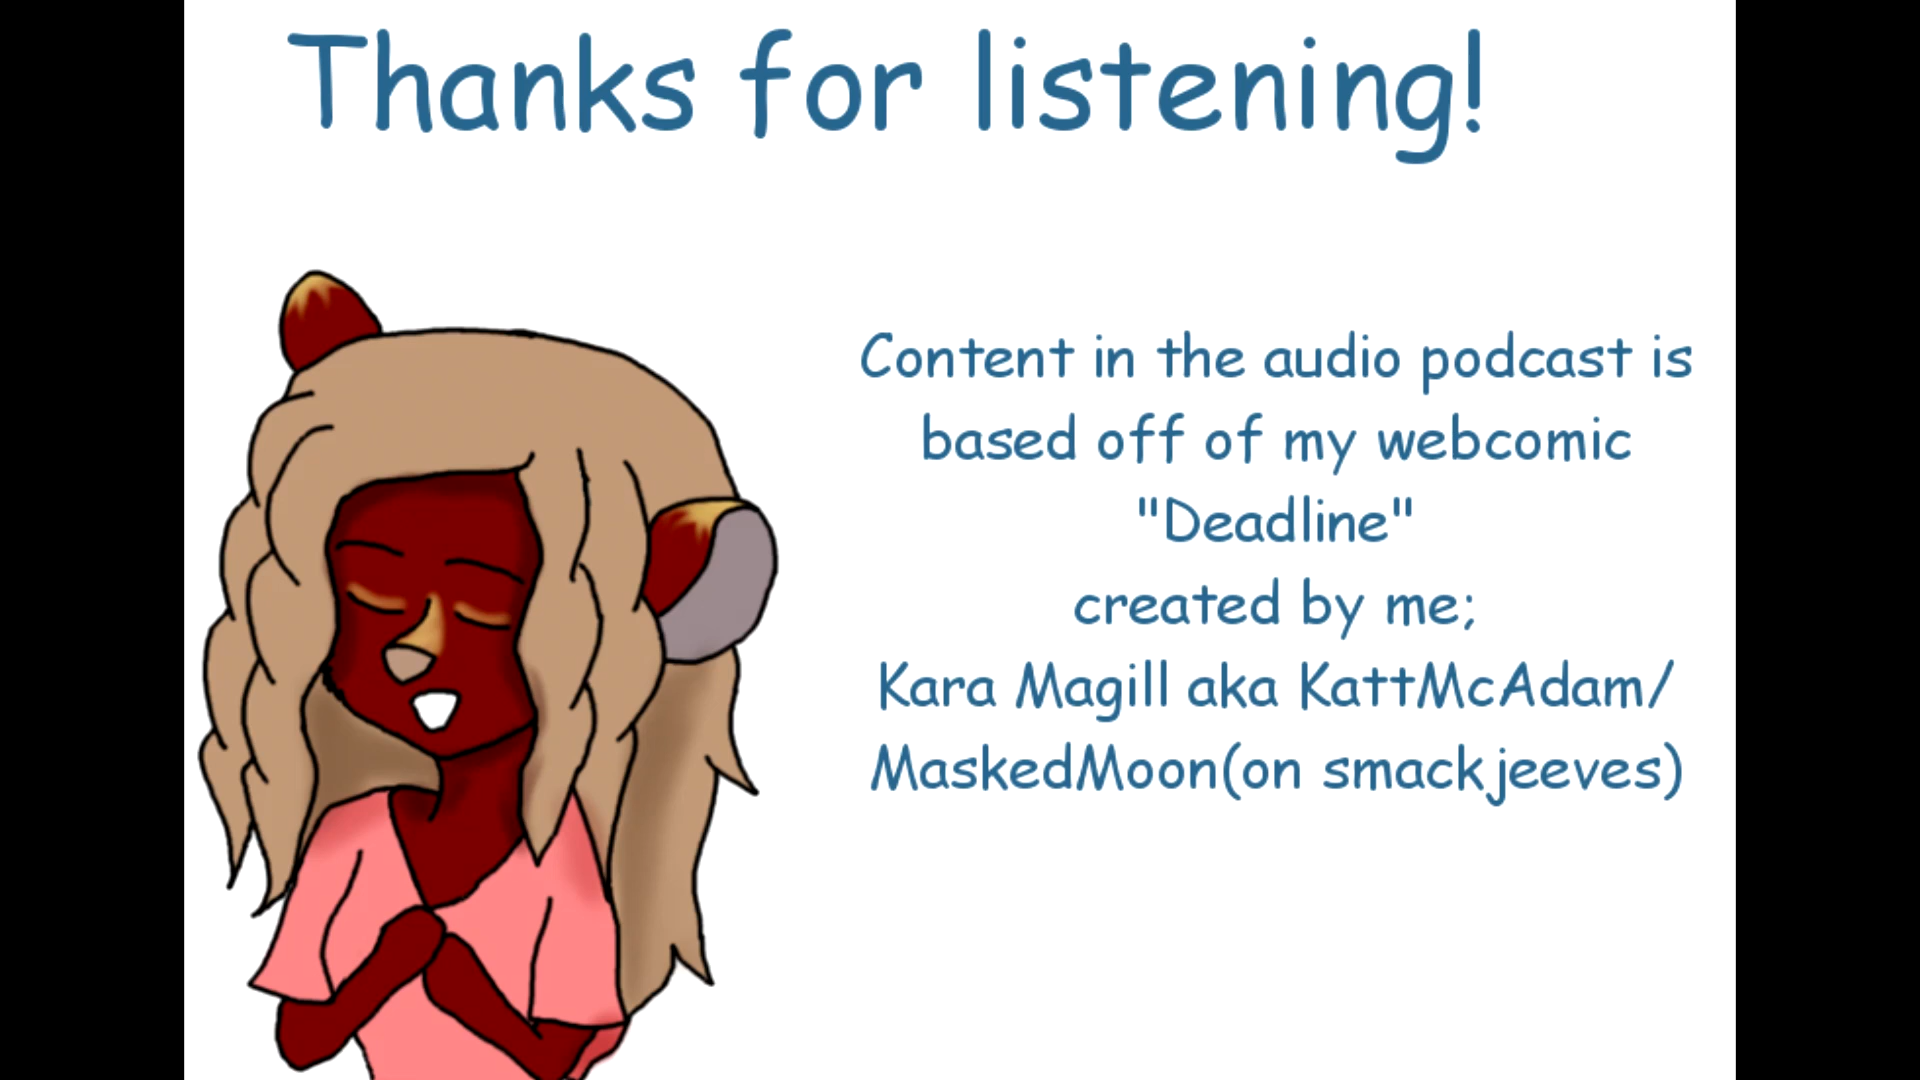 Thanks for listening!
Content in the audio podcast is
based off of my webcomic
"Deadline"
created by me;
Kara Magill aka KattMcAdam/
MaskedMoon(on smackjeeves)